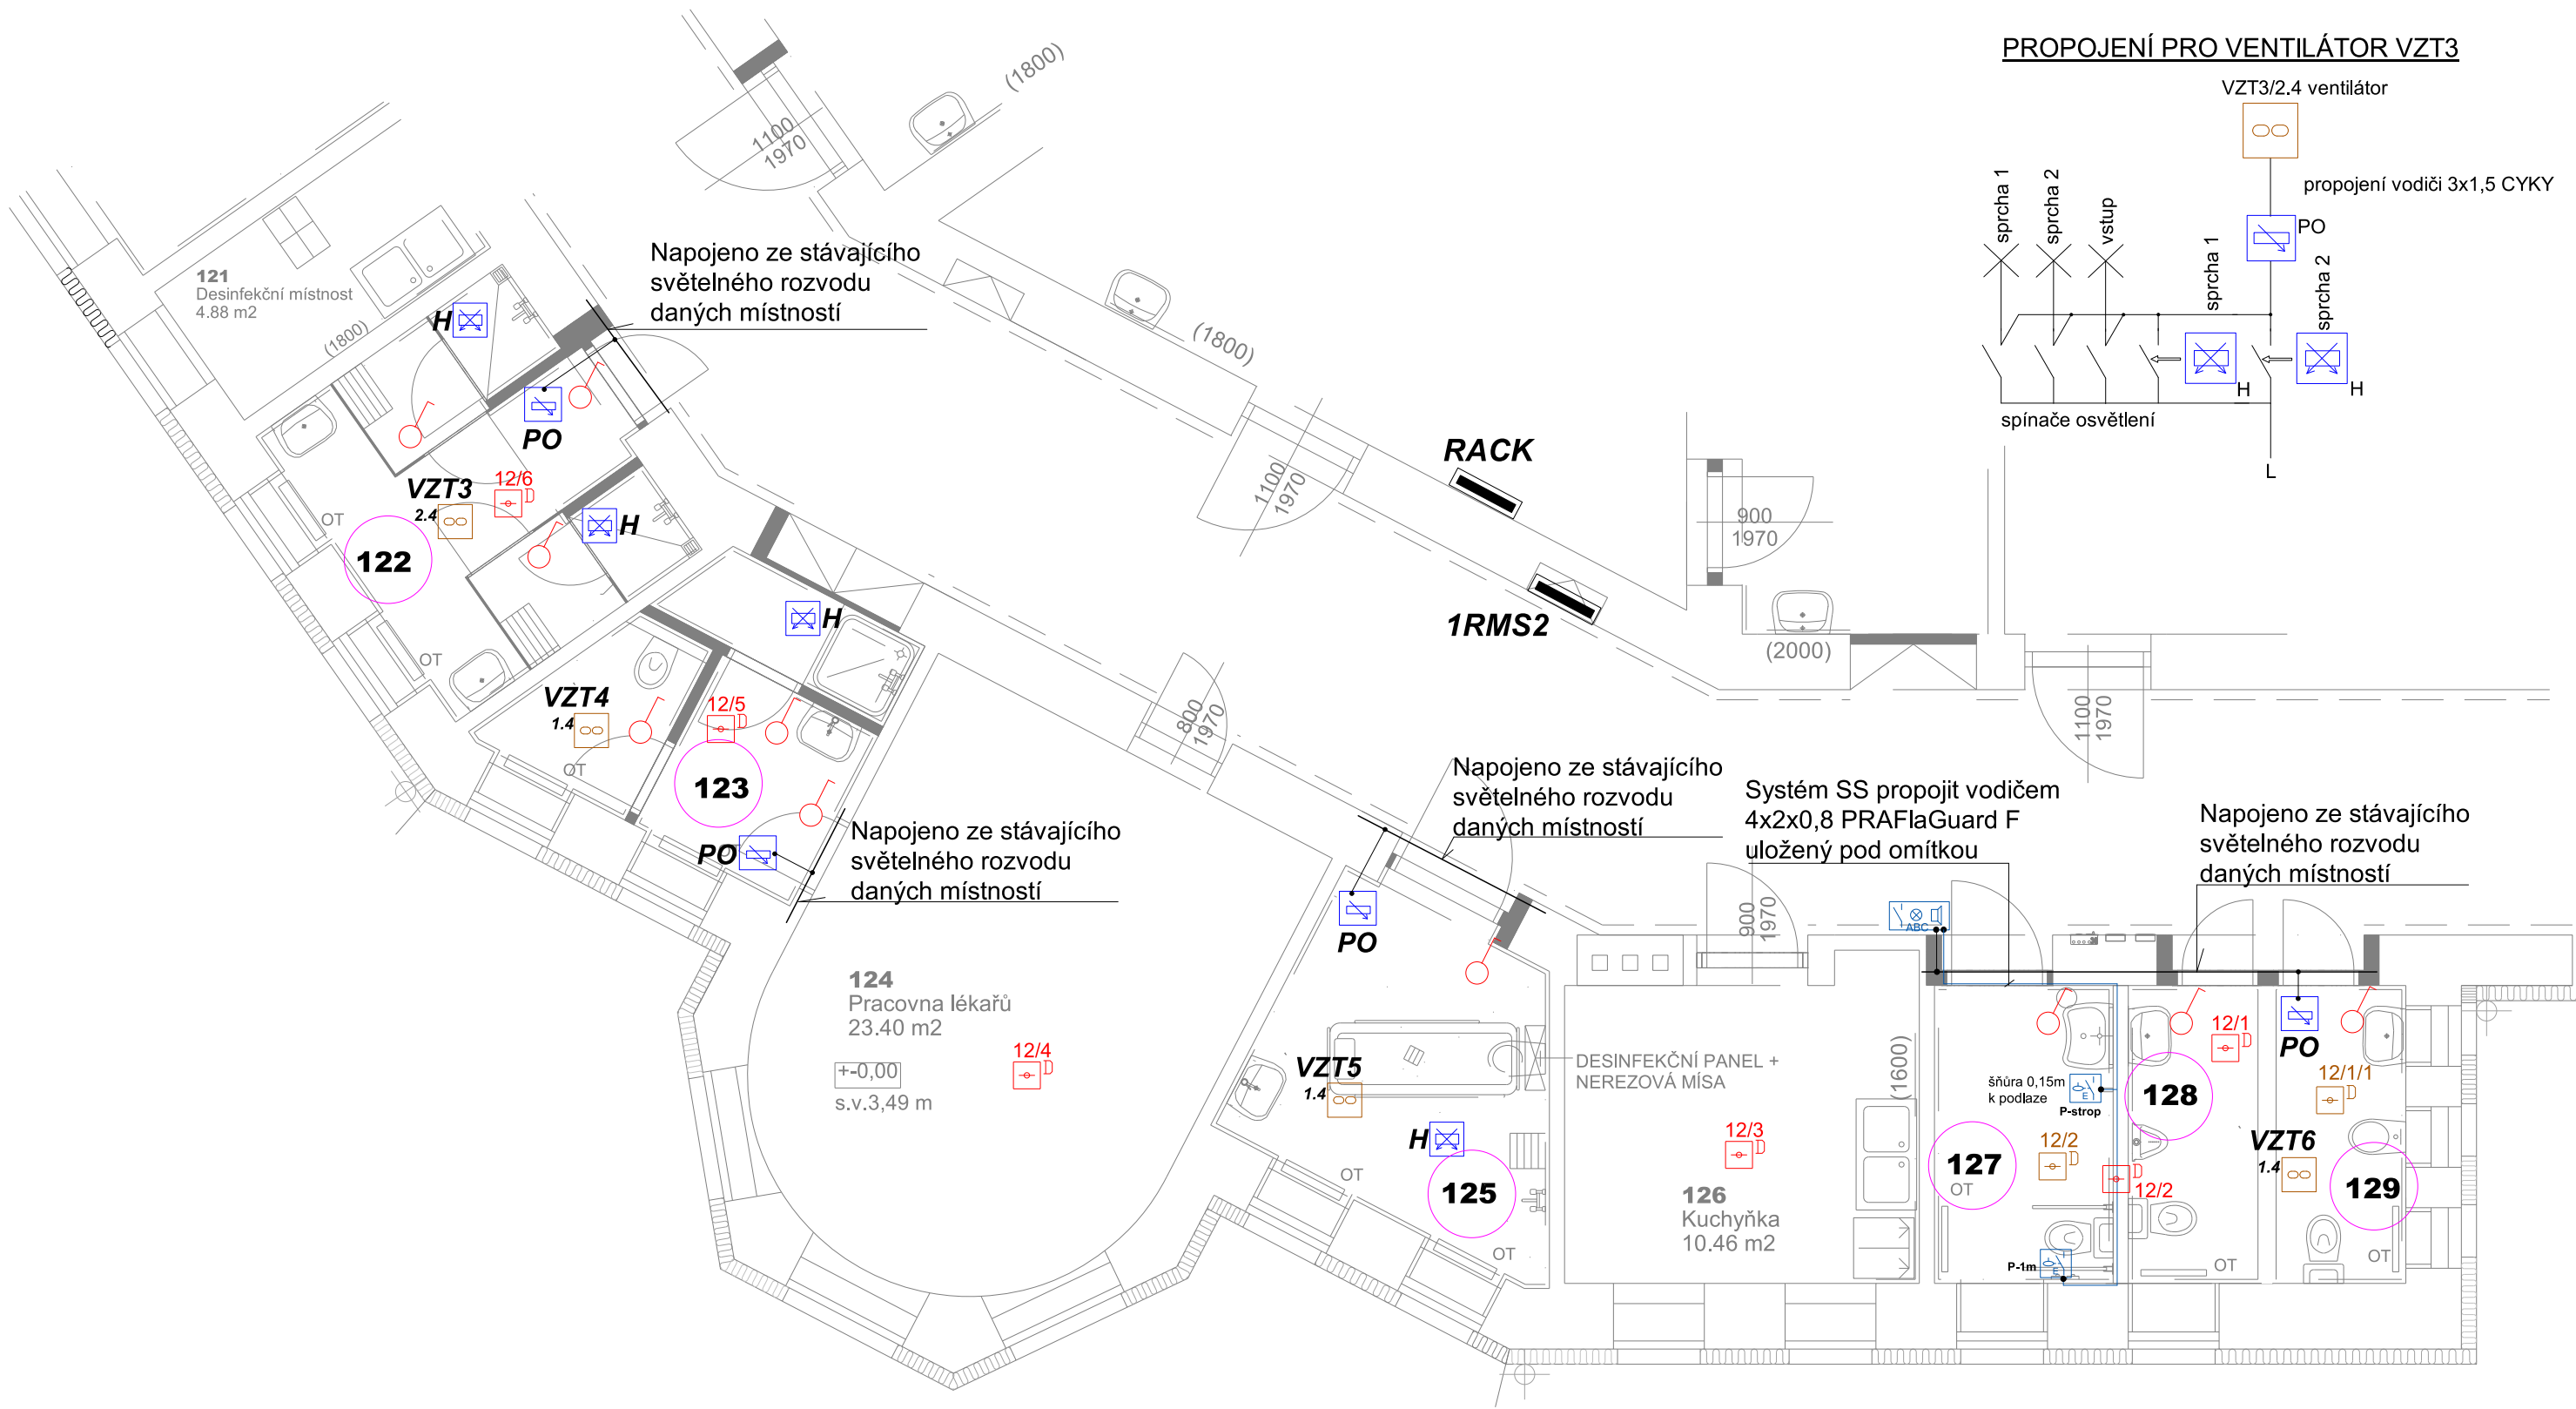 PROPOJENÍ PRO VENTILÁTOR VZT3
VZT3/2.4 ventilátor
propojení vodiči 3x1,5 CYKY
sprcha 1
sprcha 2
vstup
PO
sprcha 1
sprcha 2
H
H
spínače osvětlení
L
(1800)
1100
1970
121
Desinfekční místnost
4.88 m2
(1800)
Napojeno ze stávajícího
světelného rozvodu
daných místností
H
PO
VZT3
2.4
12/6
D
H
OT
122
OT
(1800)
1100
1970
RACK
1RMS2
900
1970
(2000)
1100
1970
H
VZT4
1.4
12/5
D
OT
123
PO
OT
Napojeno ze stávajícího
světelného rozvodu
daných místností
800
1970
124
Pracovna lékařů
23.40 m2
+-0,00
s.v.3,49 m
12/4
D
Napojeno ze stávajícího
světelného rozvodu
daných místností
PO
VZT5
1.4
H
125
OT
OT
DESINFEKČNÍ PANEL +
NEREZOVÁ MÍSA
Systém SS propojit vodičem
4x2x0,8 PRAFlaGuard F
uložený pod omítkou
900
1970
12/3
D
126
Kuchyňka
10.46 m2
(1600)
ABC
Napojeno ze stávajícího
světelného rozvodu
daných místností
šňůra 0,15m
k podlaze
E
P-strop
127
OT
12/2
D
D
12/2
P-1m
E
12/1
D
128
OT
PO
12/1/1
D
VZT6
1.4
129
OT